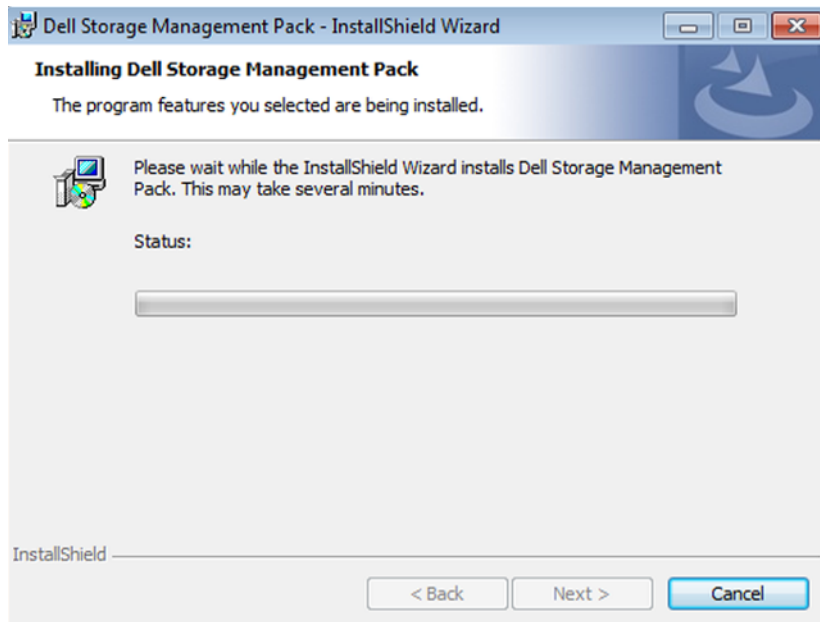 Dell Storage Management Pack - InstallShield Wizard
Installing Dell Storage Management Pack
The program features you selected are being installed.
Please wait while the InstallShield Wizard installs Dell Storage Management
Pack. This may take several minutes.
Status:
InstallShield
< Back
Next >
Cancel